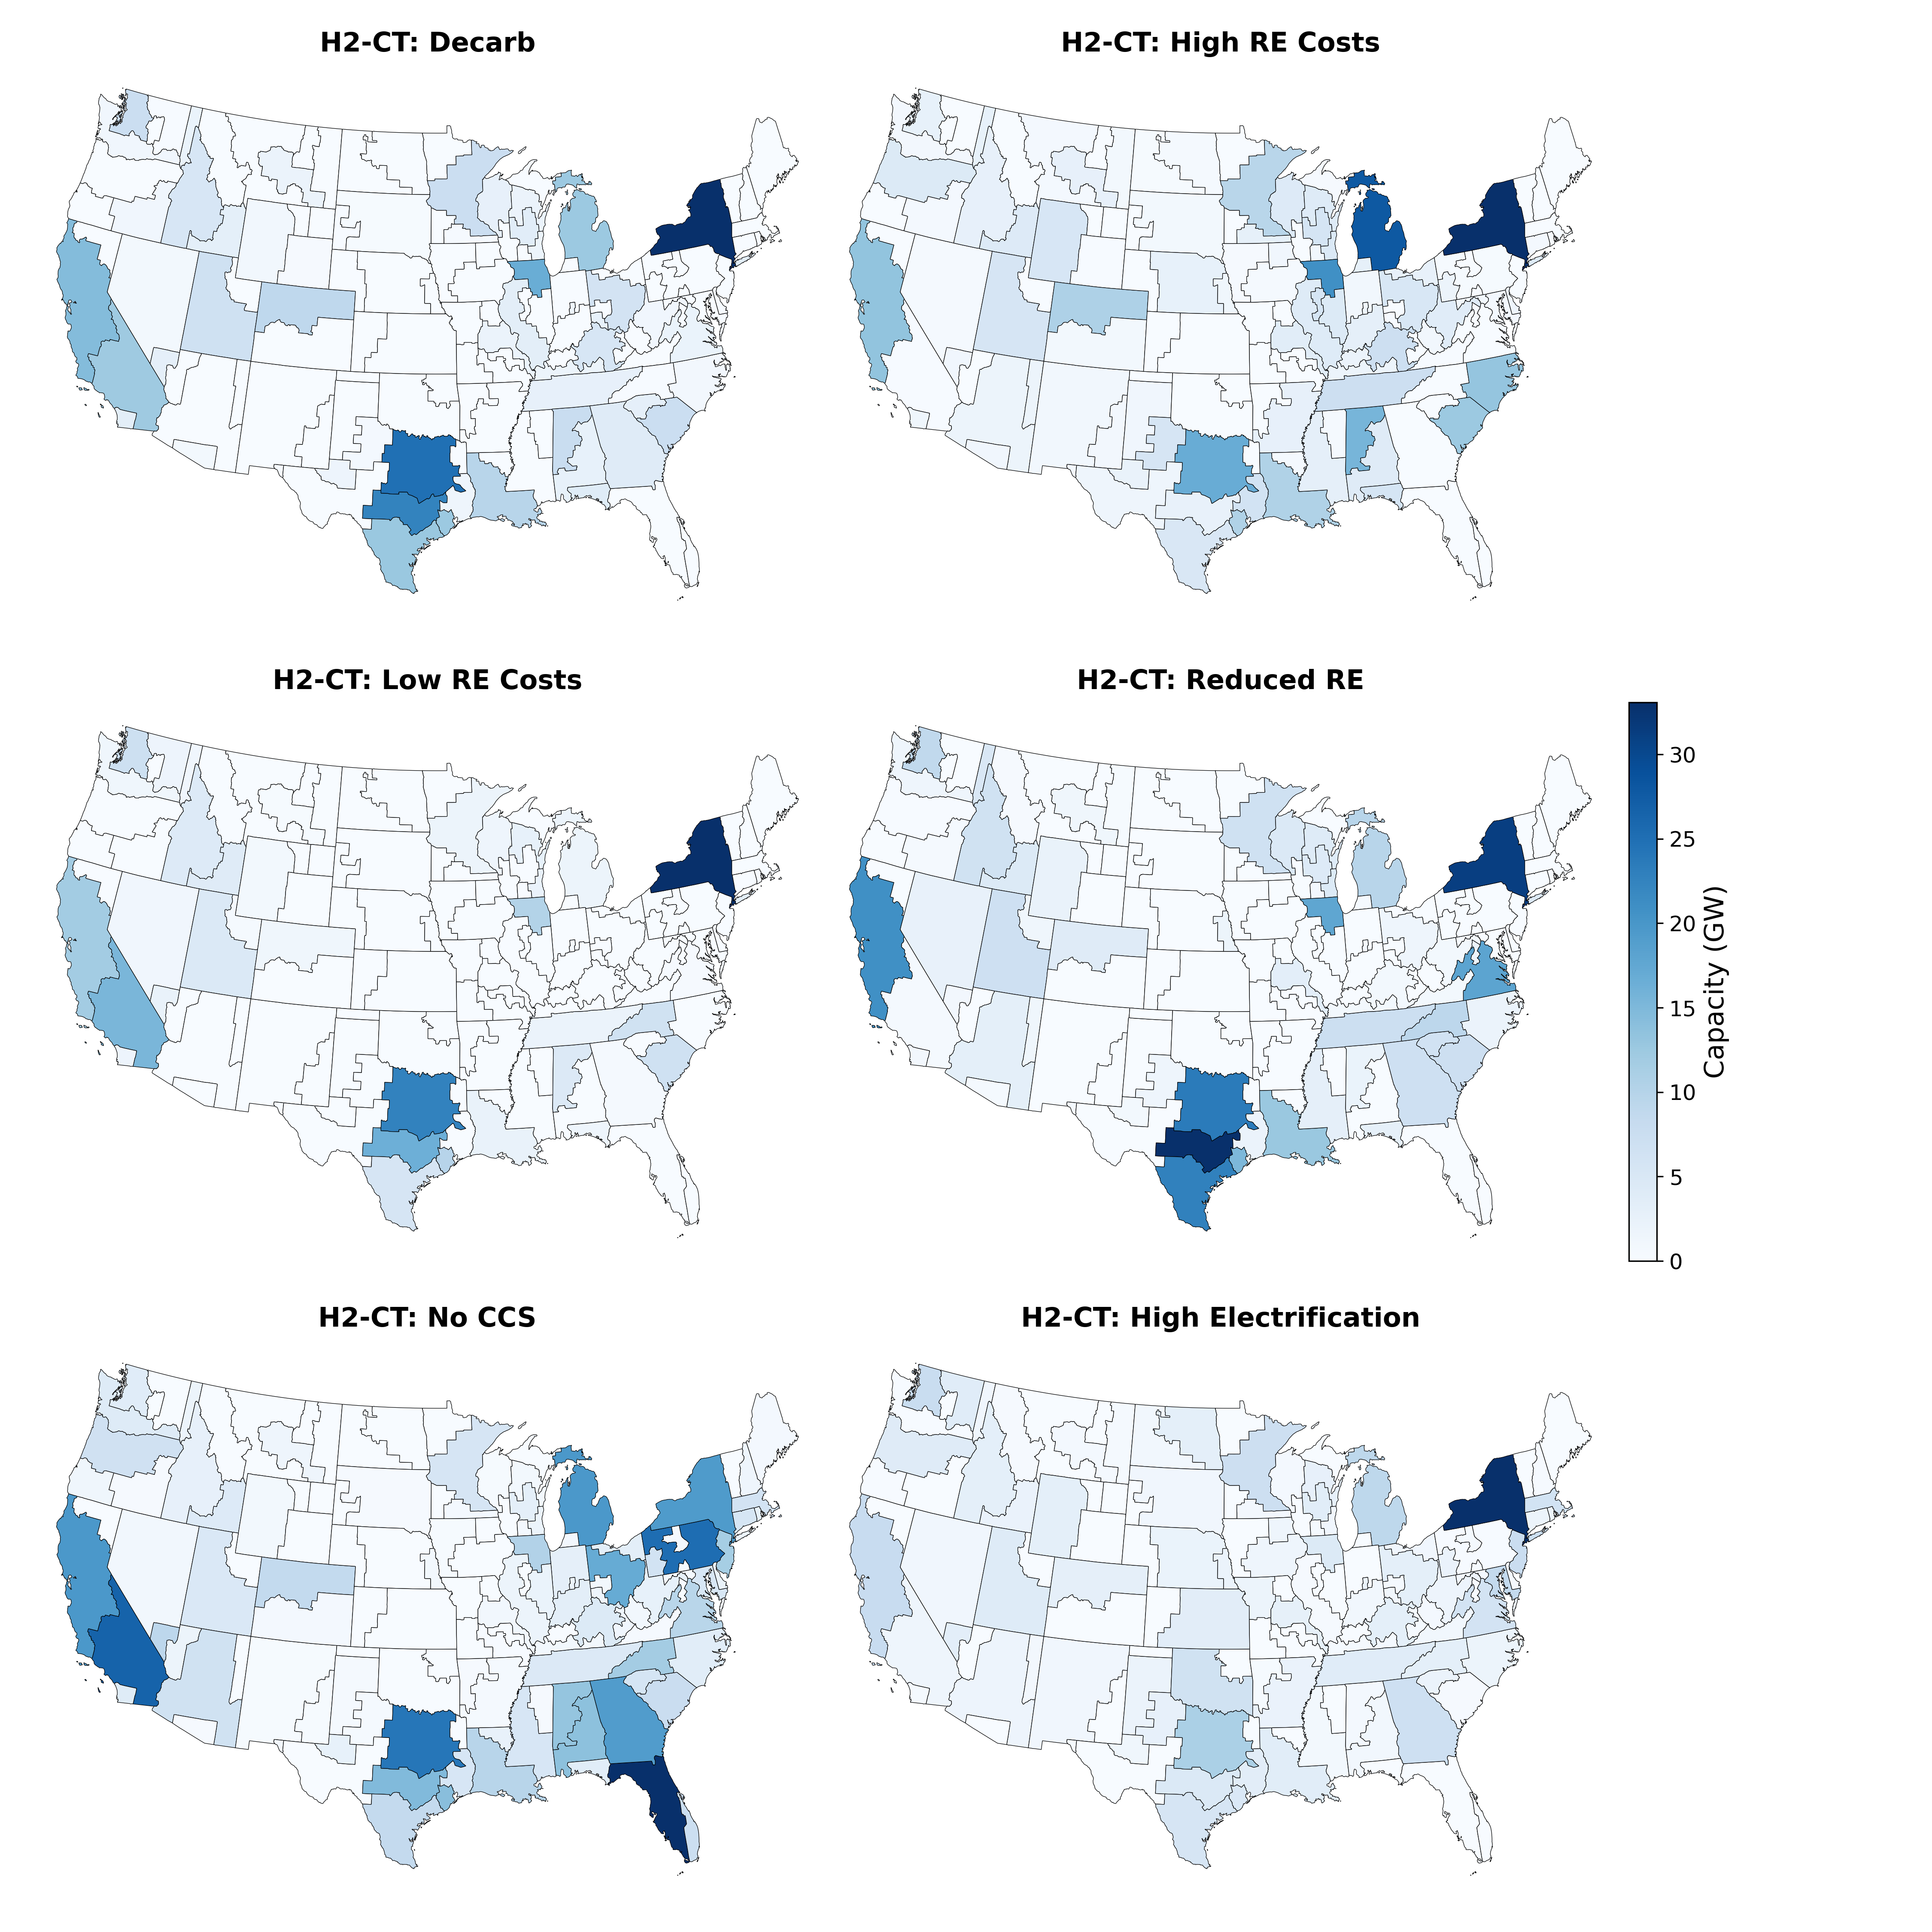 H2-CT: Decarb
H2-CT: High RE Costs
H2-CT: Low RE Costs
H2-CT: Reduced RE
30
25
20
15
10
5
0
Capacity (GW)
H2-CT: No CCS
H2-CT: High Electrification